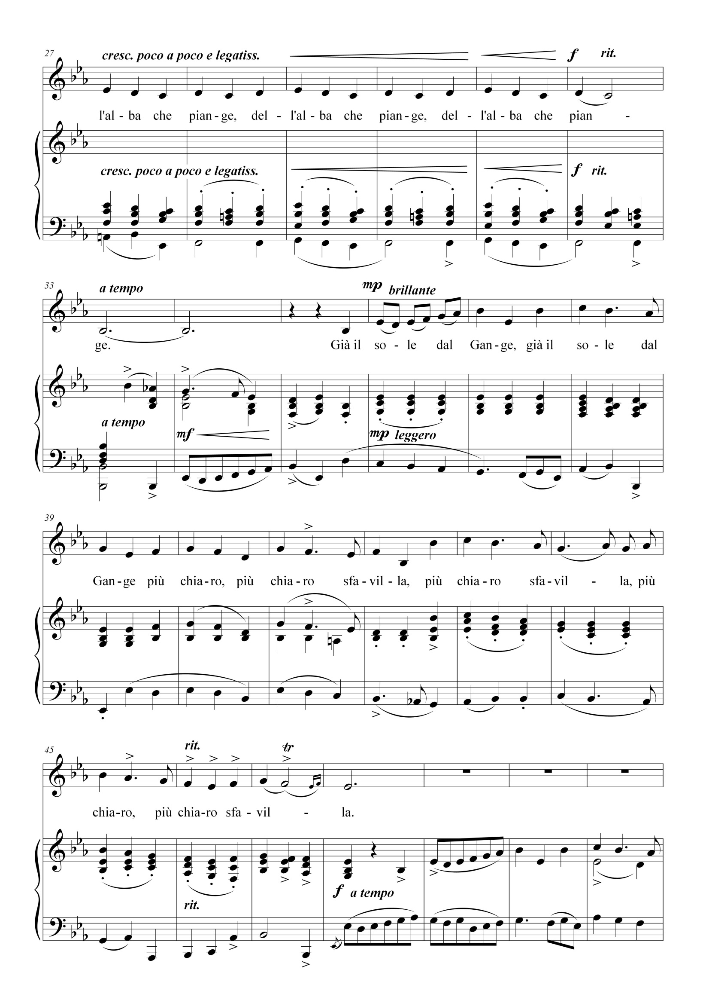 27
cresc. poco a poco e legatiss.
f rit.
l'al - ba che pian - ge, del - l'al - ba che pian - ge, del - l'al - ba che pian -
cresc. poco a poco e legatiss.
f rit.
33
a tempo
mp brillante
ge. Già il so - le dal Gan - ge, già il so - le dal
a tempo
mf
mp leggero
39
Gan - ge più chia - ro, più chia - ro sfa - vil - la, più chia - ro sfa - vil - la, più
45
rit.
tr
chia - ro, più chia - ro sfa - vil - la.
rit.
f a tempo